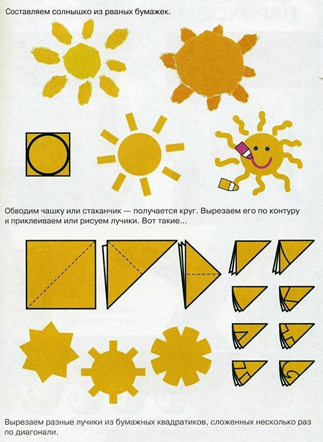 Составляем солнышко из рваных бумажек.
Обводим чашку или стаканчик — получается круг. Вырезаем его по контуру
и приклеиваем или рисуем лучики. Вот такие...
Вырезаем разные лучики из бумажных квадратиков, сложенных несколько раз
по диагонали.